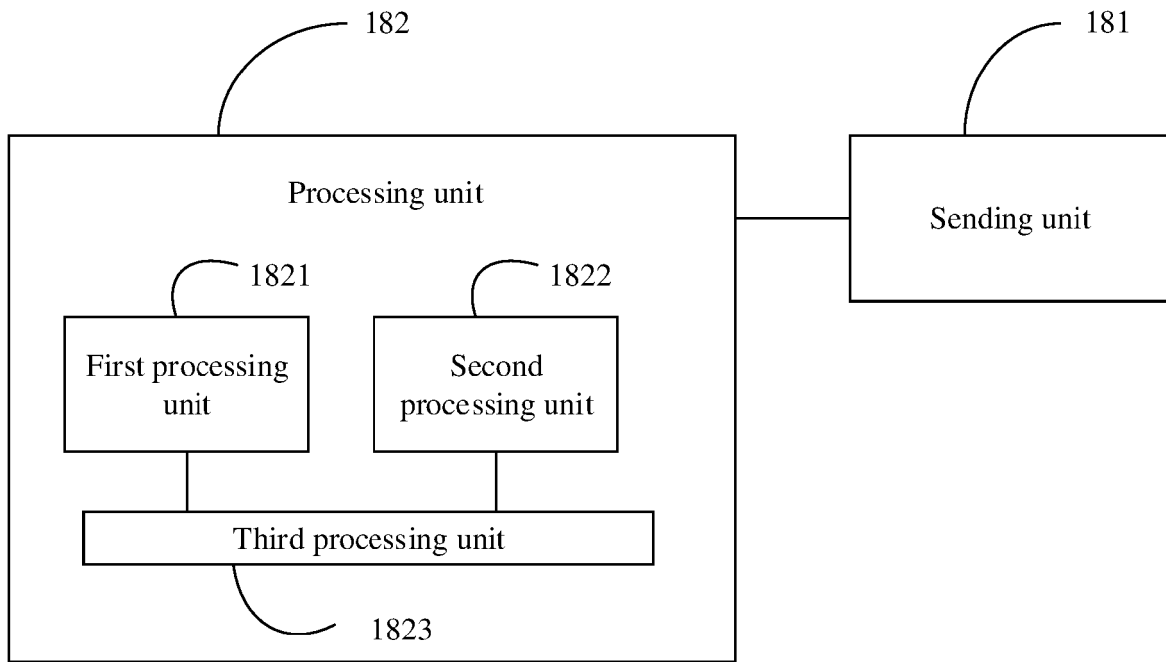 182
181
Processing unit
Sending unit
1821
1822
First processing
unit
Second
processing unit
Third processing unit
1823